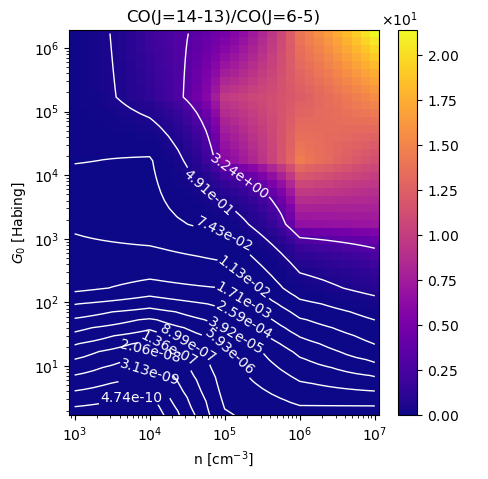 CO(J=14-13)/CO(J=6-5)
×10¹
10⁶
10⁵
10⁴
10³
10²
10¹
G₀ [Habing]
3.24e+00
4.91e-01
7.43e-02
1.13e-02
1.71e-03
2.59e-04
3.92e-05
5.93e-06
8.99e-07
1.36e-07
2.06e-08
3.13e-09
4.74e-10
10³
10⁴
10⁵
10⁶
10⁷
n [cm⁻³]
2.00
1.75
1.50
1.25
1.00
0.75
0.50
0.25
0.00